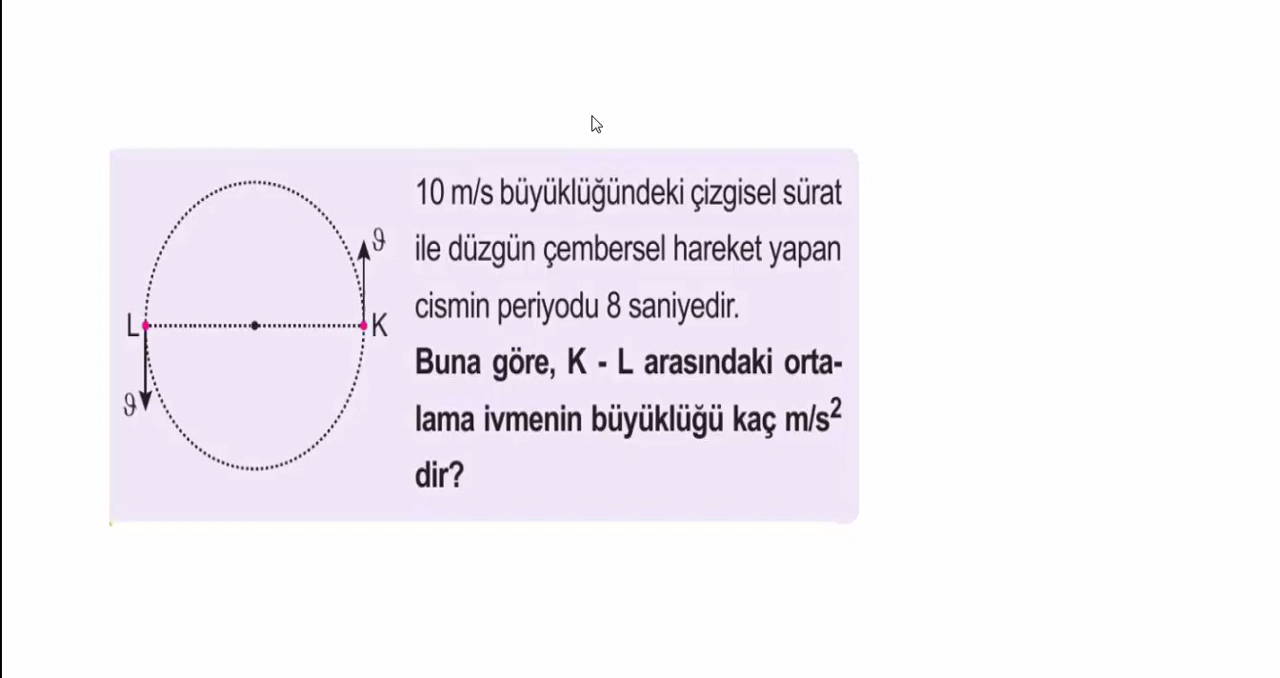 10 m/s büyüklüğündeki çizgisel sürat
ile düzgün çembersel hareket yapan
cismin periyodu 8 saniyedir.
Buna göre, K - L arasındaki orta-
lama ivmenin büyüklüğü kaç m/s²
dir?
ϑ
L
K
ϑ